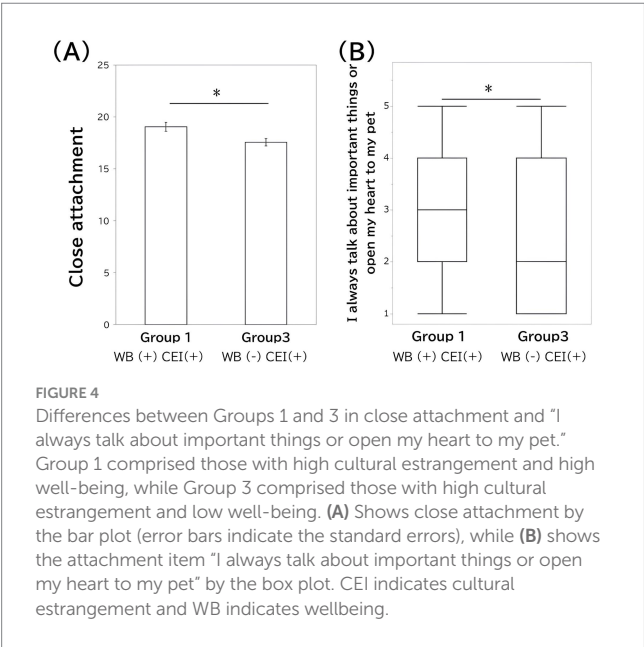 (A)
25
20
15
10
5
0
Close attachment
*
Group 1
Group3
WB (+) CEI(+)
WB (-) CEI(+)
(B)
I always talk about important things or
open my heart to my pet
5
4
3
2
1
*
Group 1
Group3
WB (+) CEI(+)
WB (-) CEI(+)
FIGURE 4
Differences between Groups 1 and 3 in close attachment and “I
always talk about important things or open my heart to my pet.”
Group 1 comprised those with high cultural estrangement and high
well-being, while Group 3 comprised those with high cultural
estrangement and low well-being. (A) Shows close attachment by
the bar plot (error bars indicate the standard errors), while (B) shows
the attachment item “I always talk about important things or open
my heart to my pet” by the box plot. CEI indicates cultural
estrangement and WB indicates wellbeing.